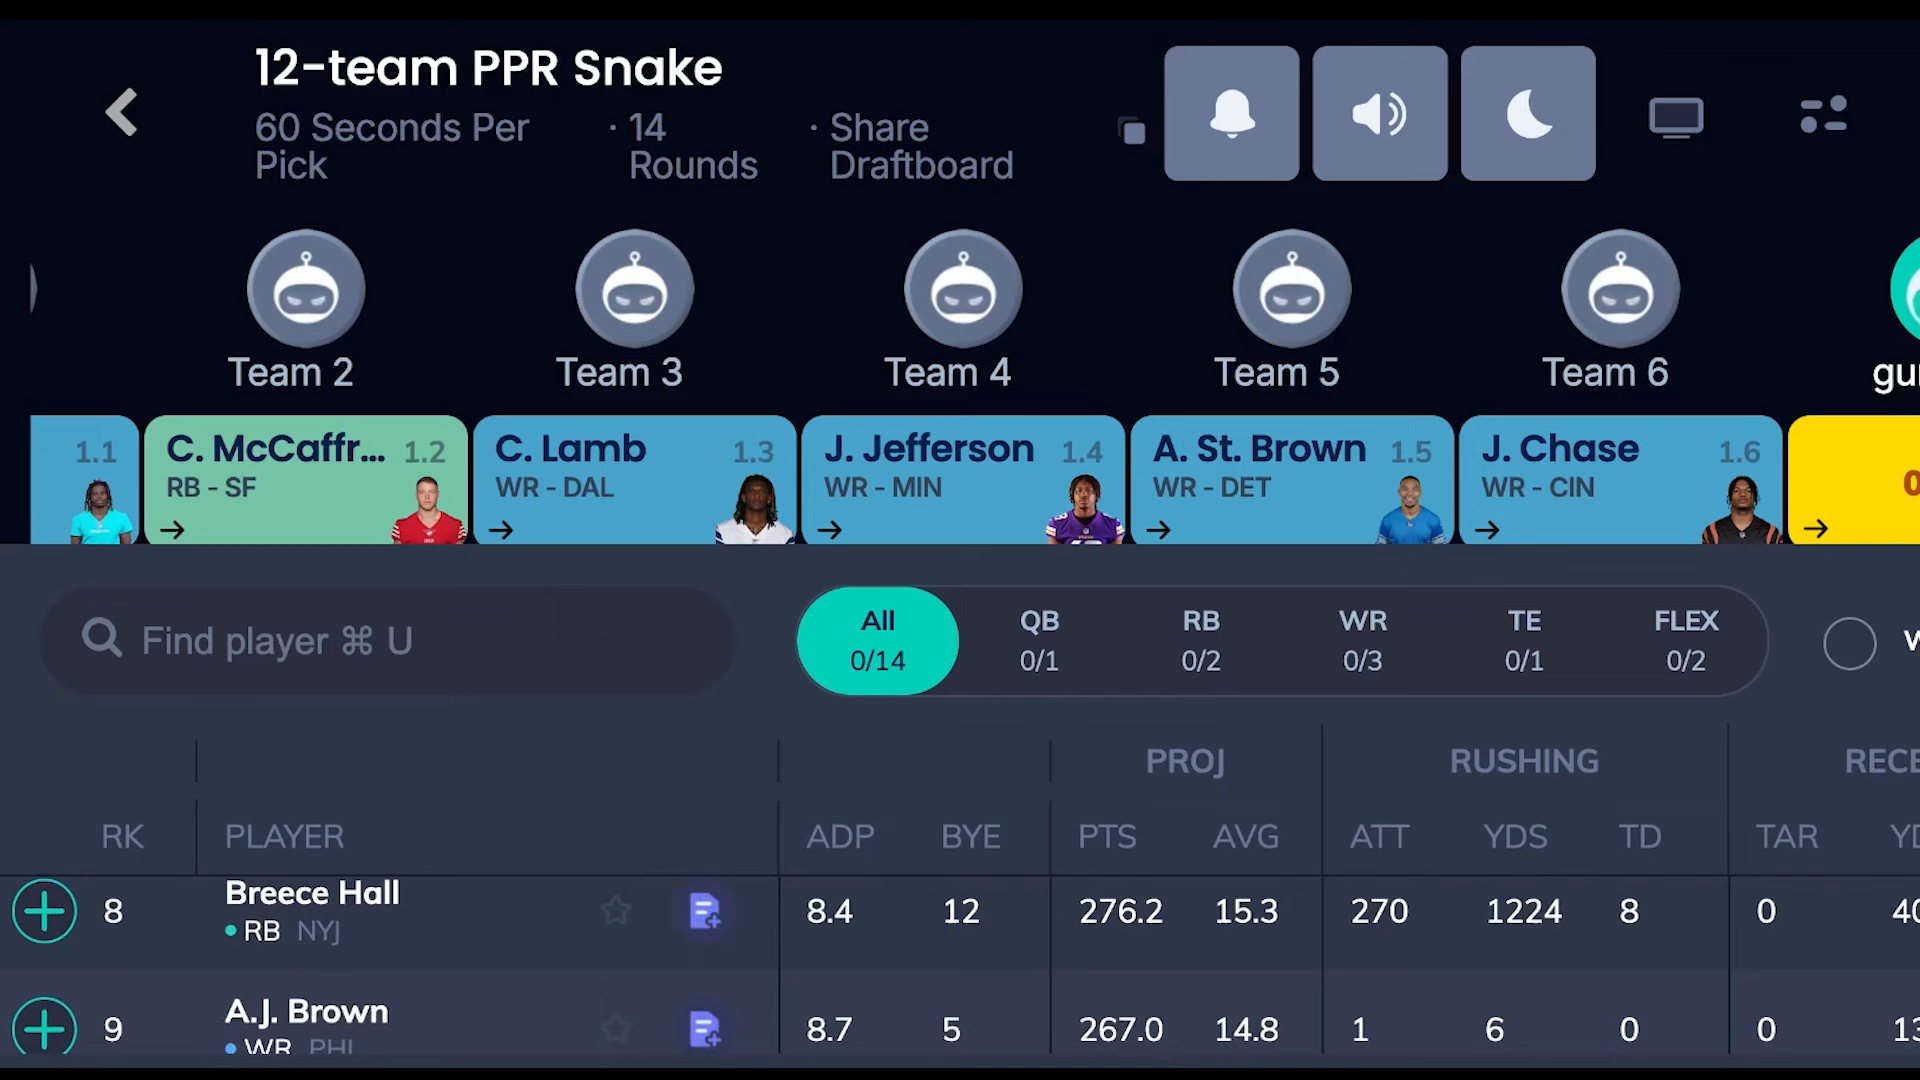 12-team PPR Snake
60 Seconds Per Pick · 14 Rounds · Share Draftboard
Team 2
Team 3
Team 4
Team 5
Team 6
1.1
C. McCaffr... 1.2
RB - SF
C. Lamb 1.3
WR - DAL
J. Jefferson 1.4
WR - MIN
A. St. Brown 1.5
WR - DET
J. Chase 1.6
WR - CIN
Find player ⌘ U
All 0/14
QB 0/1
RB 0/2
WR 0/3
TE 0/1
FLEX 0/2
PROJ RUSHING
RK PLAYER ADP BYE PTS AVG ATT YDS TD TAR
8 Breece Hall 8.4 12 276.2 15.3 270 1224 8 0
RB NYJ
9 A.J. Brown 8.7 5 267.0 14.8 1 6 0 0
WR PHI